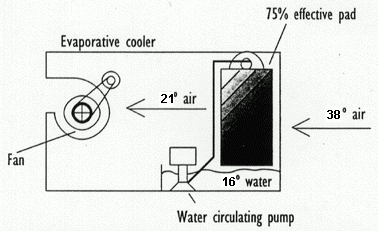 75% effective pad
Evaporative cooler
21° air
38° air
Fan
16° water
Water circulating pump